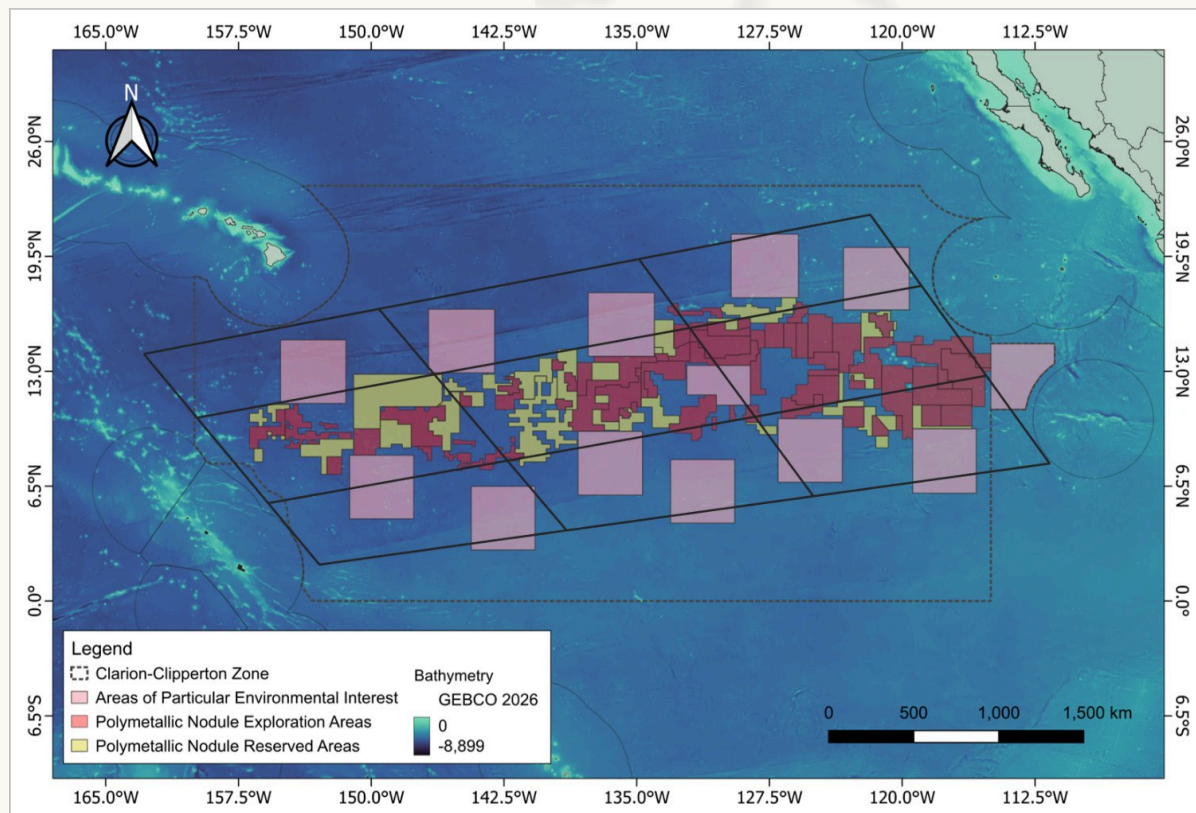 165.0°W 157.5°W 150.0°W 142.5°W 135.0°W 127.5°W 120.0°W 112.5°W
N
26.0°N 26.0°N
19.5°N 19.5°N
13.0°N 13.0°N
6.5°N 6.5°N
0.0° 0.0°
6.5°S 6.5°S
Legend
Clarion-Clipperton Zone
Areas of Particular Environmental Interest
Polymetallic Nodule Exploration Areas
Polymetallic Nodule Reserved Areas
Bathymetry
GEBCO 2026
0
-8,899
0 500 1,000 1,500 km
165.0°W 157.5°W 150.0°W 142.5°W 135.0°W 127.5°W 120.0°W 112.5°W